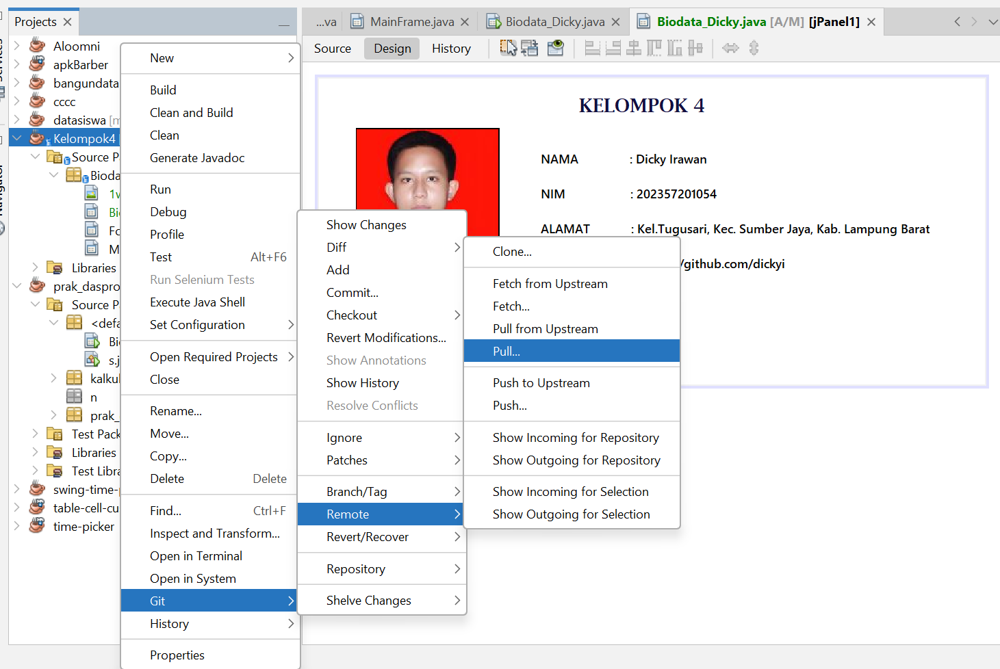 Projects
...va
MainFrame.java
Biodata_Dicky.java
Biodata_Dicky.java [A/M] [jPanel1]
Source
Design
History
Aloomni
apkBarber
bangundata
cccc
datasiswa
Kelompok4
Source P
Bioda
1v
Bi
Fo
M
Libraries
prak_daspro
Source P
<defa
Bi
s.j
kalkul
n
prak_
Test Pack
Libraries
Test Libra
swing-time-p
table-cell-cu
time-picker
New
Build
Clean and Build
Clean
Generate Javadoc
Run
Debug
Profile
Test Alt+F6
Run Selenium Tests
Execute Java Shell
Set Configuration
Open Required Projects
Close
Rename...
Move...
Copy...
Delete Delete
Find... Ctrl+F
Inspect and Transform...
Open in Terminal
Open in System
Git
History
Properties
Show Changes
Diff
Add
Commit...
Checkout
Revert Modifications...
Show Annotations
Show History
Resolve Conflicts
Ignore
Patches
Branch/Tag
Remote
Revert/Recover
Repository
Shelve Changes
Clone...
Fetch from Upstream
Fetch...
Pull from Upstream
Pull...
Push to Upstream
Push...
Show Incoming for Repository
Show Outgoing for Repository
Show Incoming for Selection
Show Outgoing for Selection
KELOMPOK 4
NAMA : Dicky Irawan
NIM : 202357201054
ALAMAT : Kel.Tugusari, Kec. Sumber Jaya, Kab. Lampung Barat
/github.com/dickyi